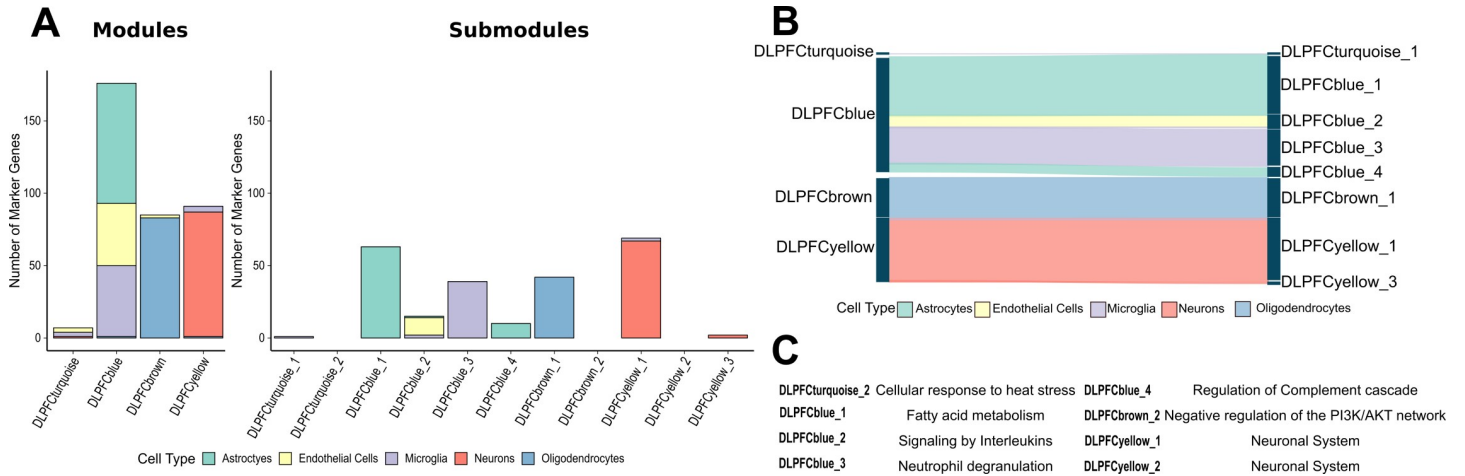 A
Modules
Submodules
Number of Marker Genes
150
100
50
0
DLPFCturquoise
DLPFCblue
DLPFCbrown
DLPFCyellow
Number of Marker Genes
150
100
50
0
DLPFCturquoise_1
DLPFCturquoise_2
DLPFCblue_1
DLPFCblue_2
DLPFCblue_3
DLPFCblue_4
DLPFCbrown_1
DLPFCbrown_2
DLPFCyellow_1
DLPFCyellow_2
DLPFCyellow_3
Cell Type Astroctyes Endothelial Cells Microglia Neurons Oligodendrocytes
B
DLPFCturquoise
DLPFCblue
DLPFCbrown
DLPFCyellow
DLPFCturquoise_1
DLPFCblue_1
DLPFCblue_2
DLPFCblue_3
DLPFCblue_4
DLPFCbrown_1
DLPFCyellow_1
DLPFCyellow_3
Cell Type Astrocytes Endothelial Cells Microglia Neurons Oligodendrocytes
C
DLPFCturquoise_2 Cellular response to heat stress DLPFCblue_4 Regulation of Complement cascade
DLPFCblue_1 Fatty acid metabolism DLPFCbrown_2 Negative regulation of the PI3K/AKT network
DLPFCblue_2 Signaling by Interleukins DLPFCyellow_1 Neuronal System
DLPFCblue_3 Neutrophil degranulation DLPFCyellow_2 Neuronal System